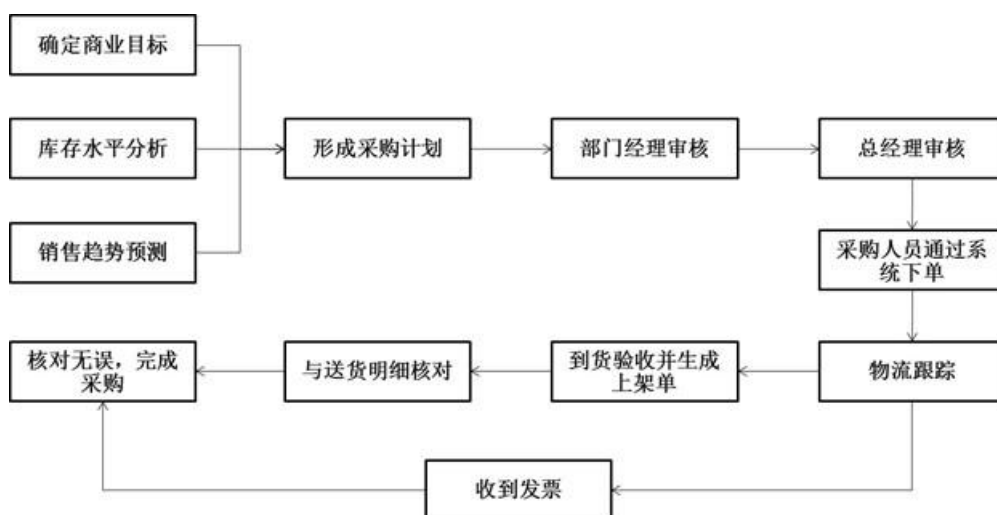 确定商业目标
库存水平分析
形成采购计划
部门经理审核
总经理审核
销售趋势预测
采购人员通过系
统下单
核对无误，完成
采购
与送货明细核对
到货验收并生成
上架单
物流跟踪
收到发票